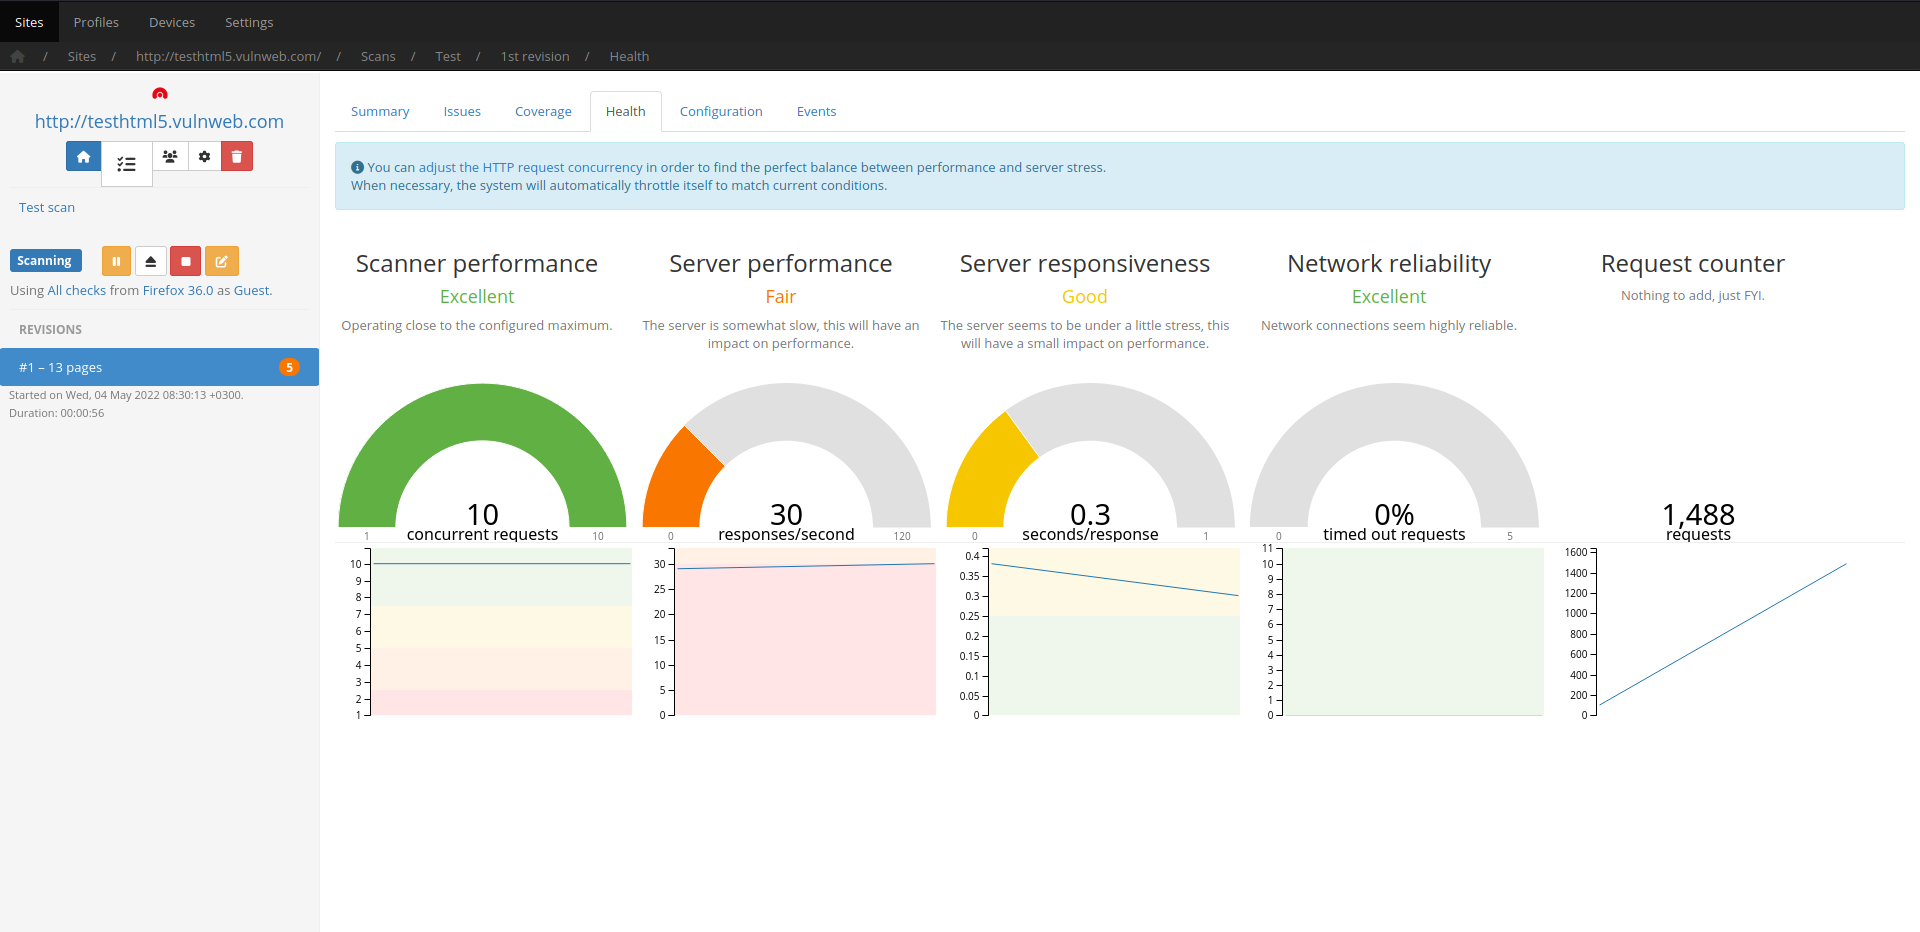 Sites Profiles Devices Settings
/ Sites / http://testhtml5.vulnweb.com/ / Scans / Test / 1st revision / Health
http://testhtml5.vulnweb.com
Test scan
Scanning
Using All checks from Firefox 36.0 as Guest.
REVISIONS
#1 – 13 pages 5
Started on Wed, 04 May 2022 08:30:13 +0300.
Duration: 00:00:56
Summary Issues Coverage Health Configuration Events
You can adjust the HTTP request concurrency in order to find the perfect balance between performance and server stress.
When necessary, the system will automatically throttle itself to match current conditions.
Scanner performance
Excellent
Operating close to the configured maximum.
10
concurrent requests
1 10
10
9
8
7
6
5
4
3
2
1
Server performance
Fair
The server is somewhat slow, this will have an
impact on performance.
30
responses/second
0 120
30
25
20
15
10
5
0
Server responsiveness
Good
The server seems to be under a little stress, this
will have a small impact on performance.
0.3
seconds/response
0 1
0.4
0.35
0.3
0.25
0.2
0.15
0.1
0.05
0
Network reliability
Excellent
Network connections seem highly reliable.
0%
timed out requests
0 5
11
10
9
8
7
6
5
4
3
2
1
0
Request counter
Nothing to add, just FYI.
1,488
requests
1600
1400
1200
1000
800
600
400
200
0